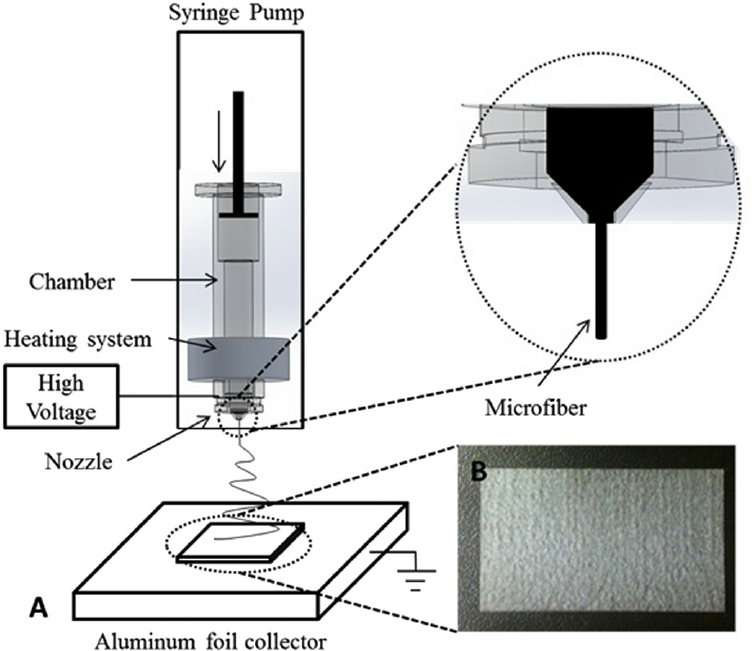 Syringe Pump
Chamber
Heating system
High
Voltage
Nozzle
Microfiber
B
A
Aluminum foil collector